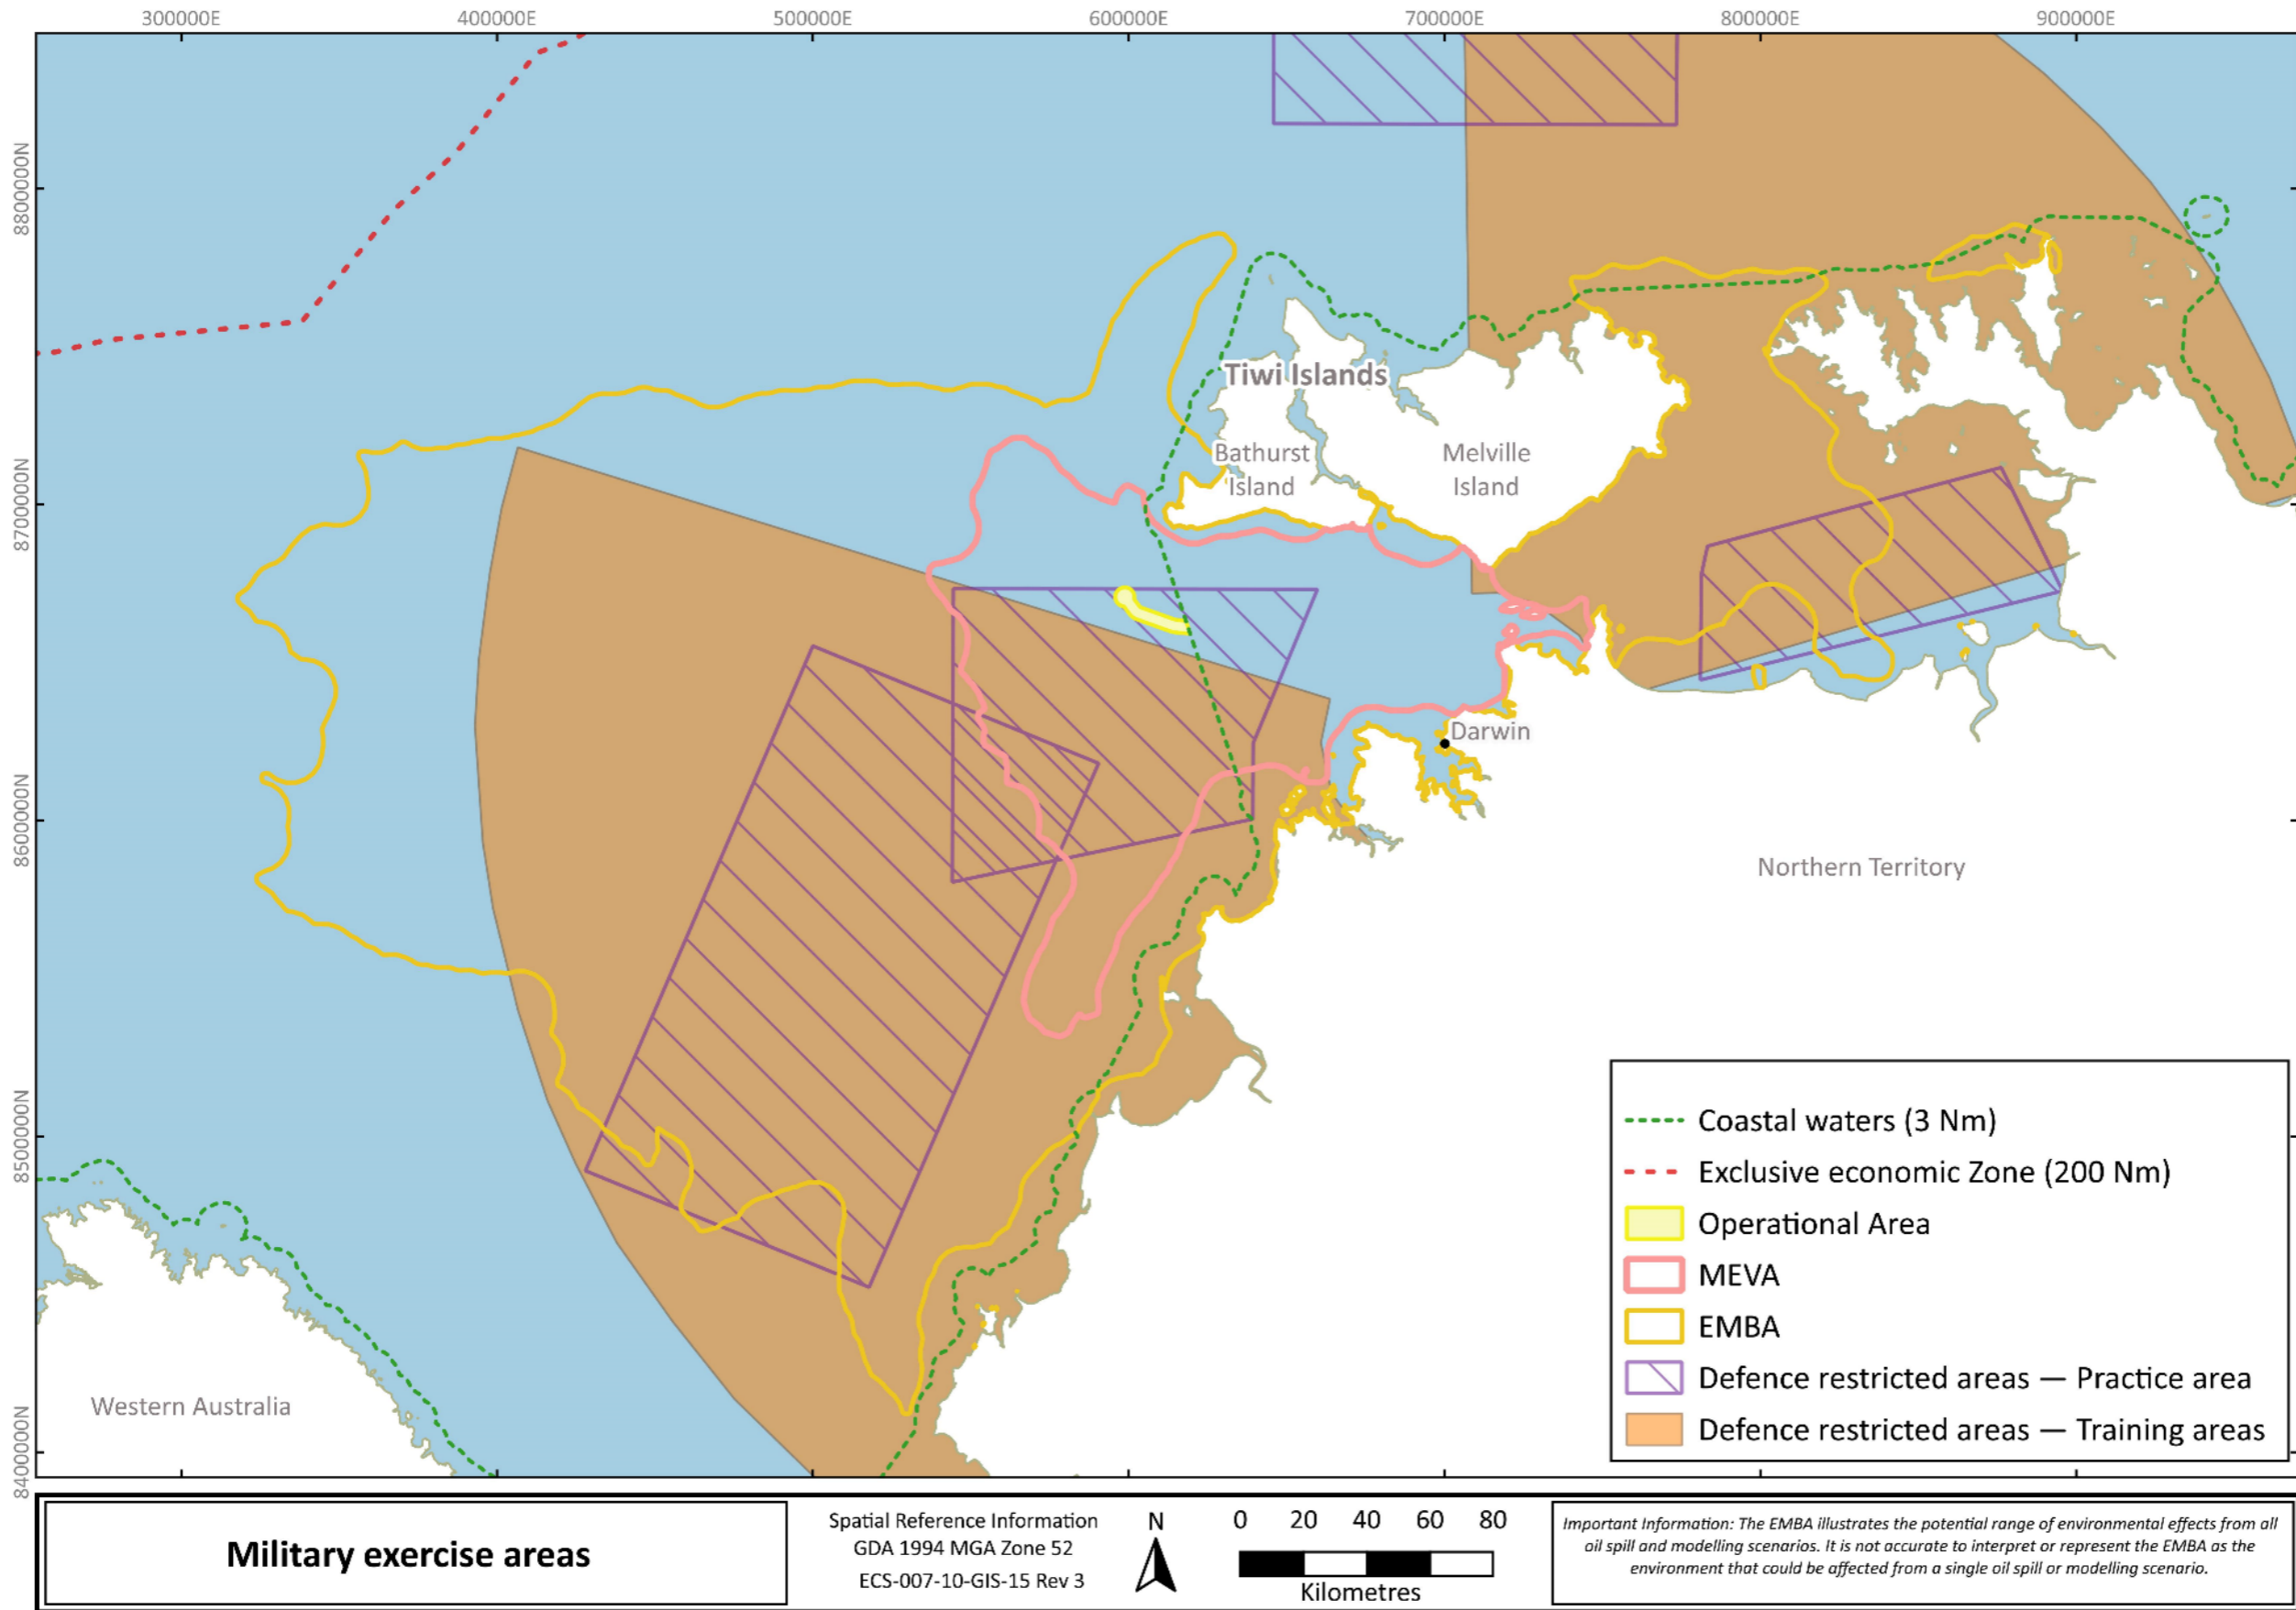 300000E 400000E 500000E 600000E 700000E 800000E 900000E
8800000N
8700000N
8600000N
8500000N
8400000N
Tiwi Islands
Bathurst
Island
Melville
Island
Darwin
Northern Territory
Western Australia
Coastal waters (3 Nm)
Exclusive economic Zone (200 Nm)
Operational Area
MEVA
EMBA
Defence restricted areas — Practice area
Defence restricted areas — Training areas
Military exercise areas
Spatial Reference Information
GDA 1994 MGA Zone 52
ECS-007-10-GIS-15 Rev 3
N
0 20 40 60 80
Kilometres
Important Information: The EMBA illustrates the potential range of environmental effects from all
oil spill and modelling scenarios. It is not accurate to interpret or represent the EMBA as the
environment that could be affected from a single oil spill or modelling scenario.